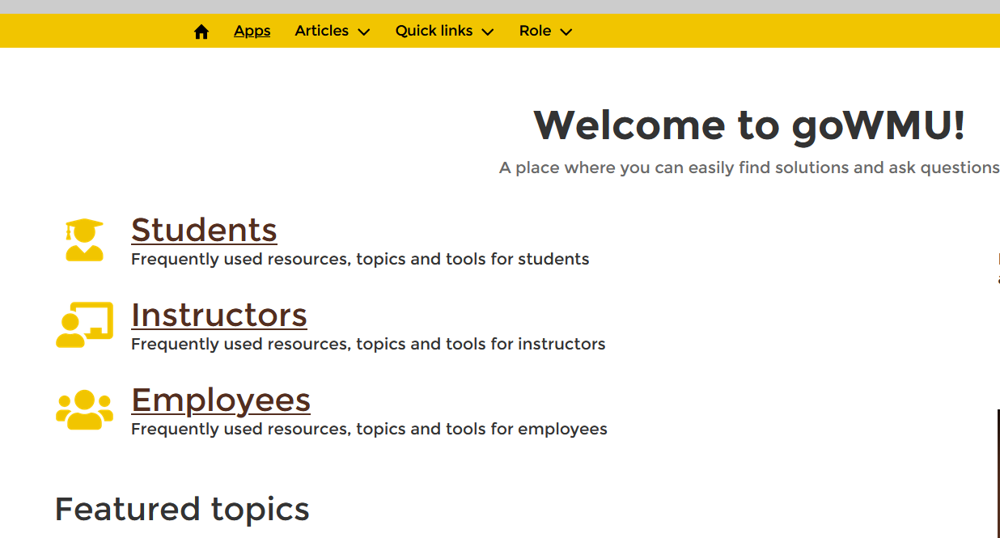 Apps Articles Quick links Role
Welcome to goWMU!
A place where you can easily find solutions and ask questions
Students
Frequently used resources, topics and tools for students
Instructors
Frequently used resources, topics and tools for instructors
Employees
Frequently used resources, topics and tools for employees
Featured topics